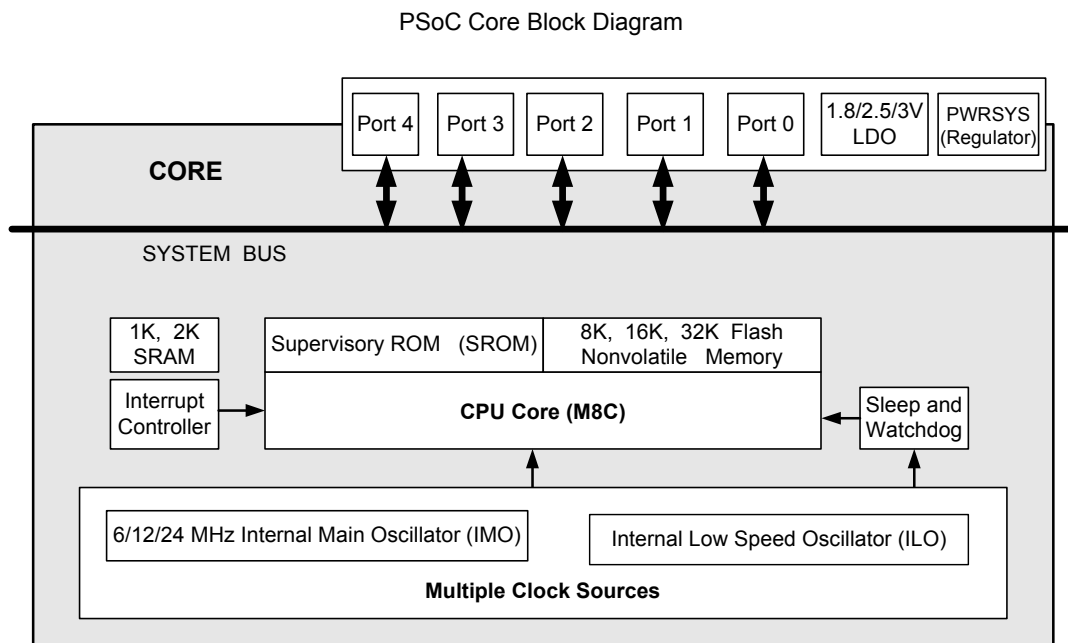 PSoC Core Block Diagram
Port 4
Port 3
Port 2
Port 1
Port 0
1.8/2.5/3V
LDO
PWRSYS
(Regulator)
CORE
SYSTEM BUS
1K, 2K
SRAM
Supervisory ROM (SROM)
8K, 16K, 32K Flash
Nonvolatile Memory
Interrupt
Controller
CPU Core (M8C)
Sleep and
Watchdog
6/12/24 MHz Internal Main Oscillator (IMO)
Internal Low Speed Oscillator (ILO)
Multiple Clock Sources